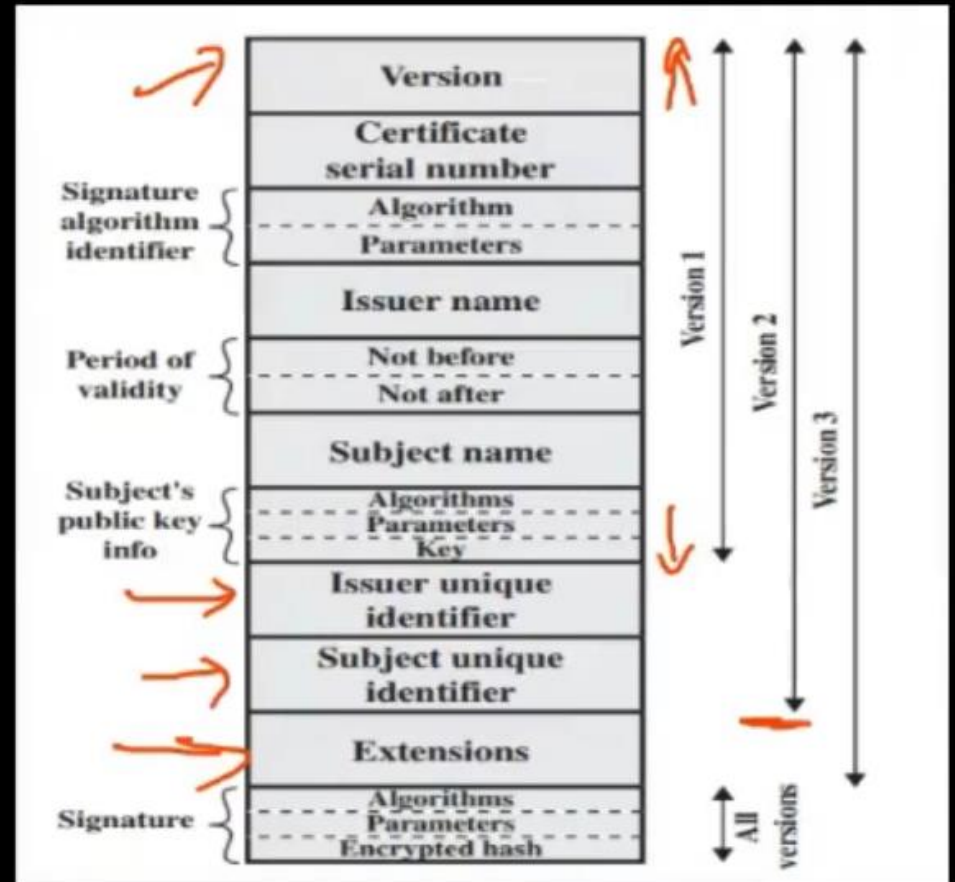 Version
Certificate
serial number
Signature
algorithm
identifier
Algorithm
Parameters
Issuer name
Period of
validity
Not before
Not after
Subject name
Subject's
public key
info
Algorithms
Parameters
Key
Issuer unique
identifier
Subject unique
identifier
Extensions
Signature
Algorithms
Parameters
Encrypted hash
Version 1
Version 2
Version 3
All
versions